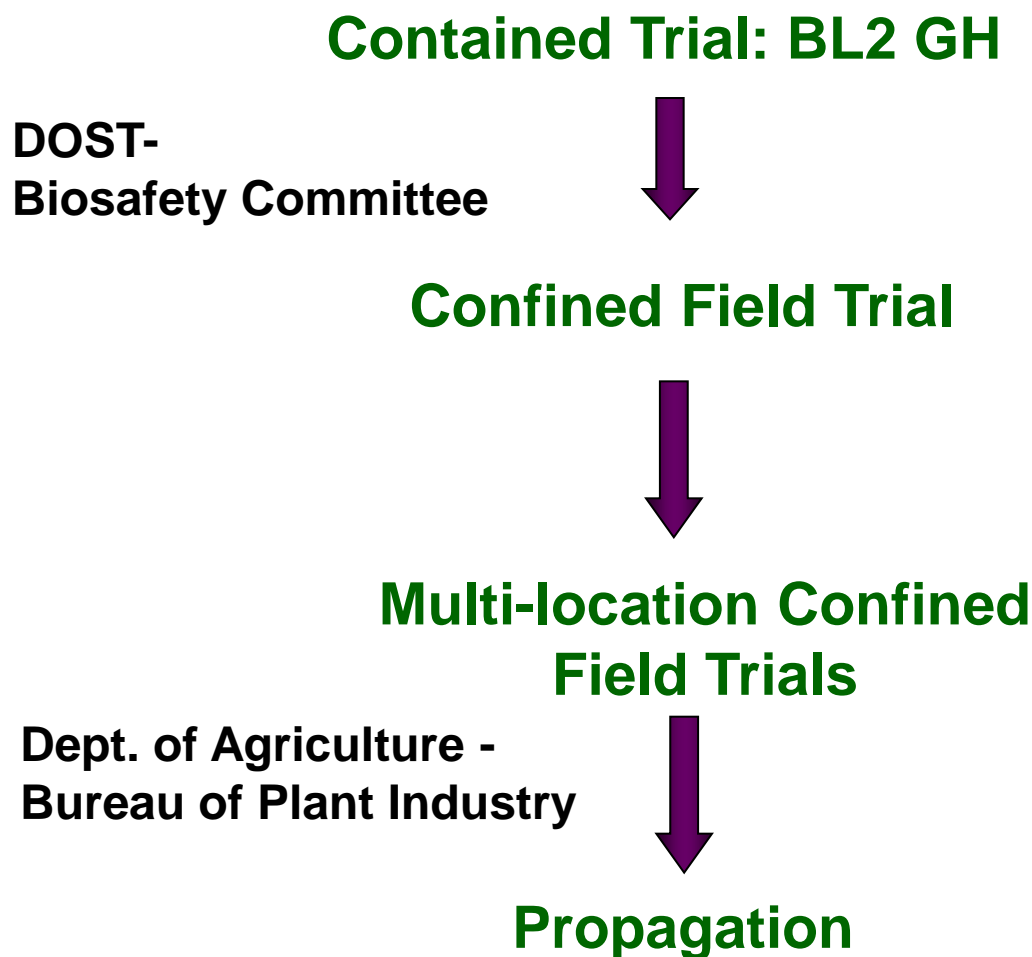 Contained Trial: BL2 GH
DOST-
Biosafety Committee
Confined Field Trial
Multi-location Confined
Field Trials
Dept. of Agriculture -
Bureau of Plant Industry
Propagation